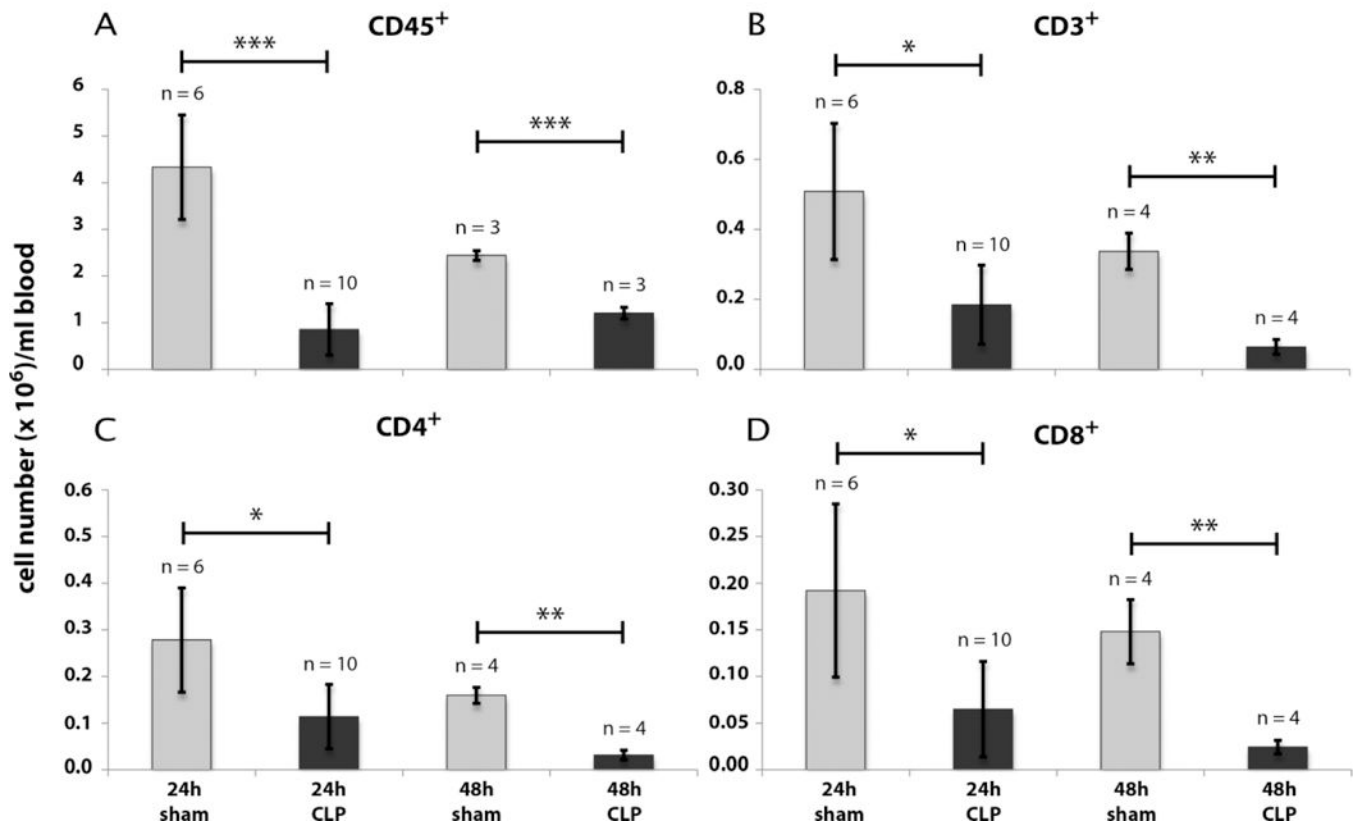 A
CD45⁺
***
6
n = 6
5
4
3
2
1
0
n = 10
***
n = 3
n = 3
B
CD3⁺
*
0.8
n = 6
0.6
0.4
0.2
0.0
n = 10
**
n = 4
n = 4
cell number (x 10⁶)/ml blood
C
CD4⁺
0.6
0.5
0.4
0.3
0.2
0.1
0.0
*
n = 6
n = 10
**
n = 4
n = 4
24h
sham
24h
CLP
48h
sham
48h
CLP
D
CD8⁺
*
0.30
0.25
0.20
0.15
0.10
0.05
0.00
n = 6
n = 10
**
n = 4
n = 4
24h
sham
24h
CLP
48h
sham
48h
CLP